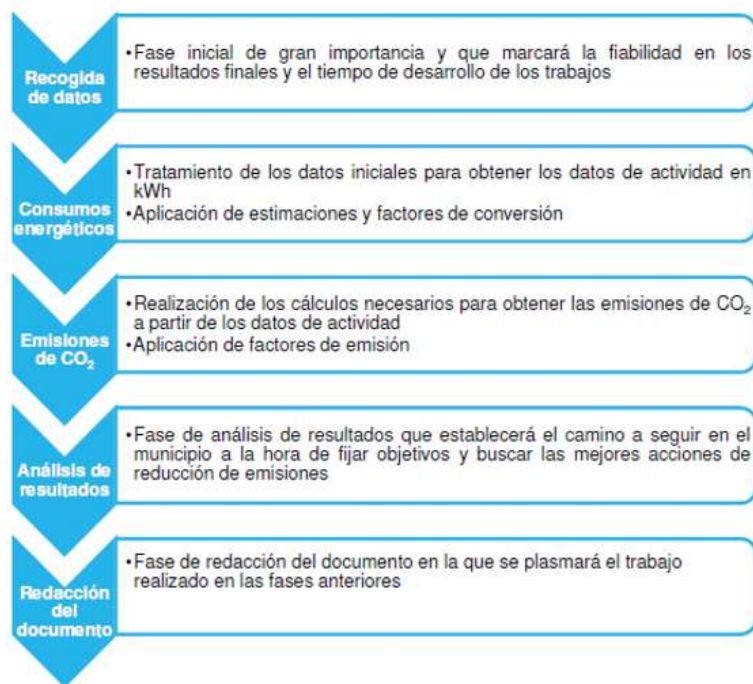 Recogida
de datos
•Fase inicial de gran importancia y que marcará la fiabilidad en los
resultados finales y el tiempo de desarrollo de los trabajos
Consumos
energéticos
•Tratamiento de los datos iniciales para obtener los datos de actividad en
kWh
•Aplicación de estimaciones y factores de conversión
Emisiones
de CO₂
•Realización de los cálculos necesarios para obtener las emisiones de CO₂
a partir de los datos de actividad
•Aplicación de factores de emisión
Análisis de
resultados
•Fase de análisis de resultados que establecerá el camino a seguir en el
municipio a la hora de fijar objetivos y buscar las mejores acciones de
reducción de emisiones
Redacción
del
documento
•Fase de redacción del documento en la que se plasmará el trabajo
realizado en las fases anteriores